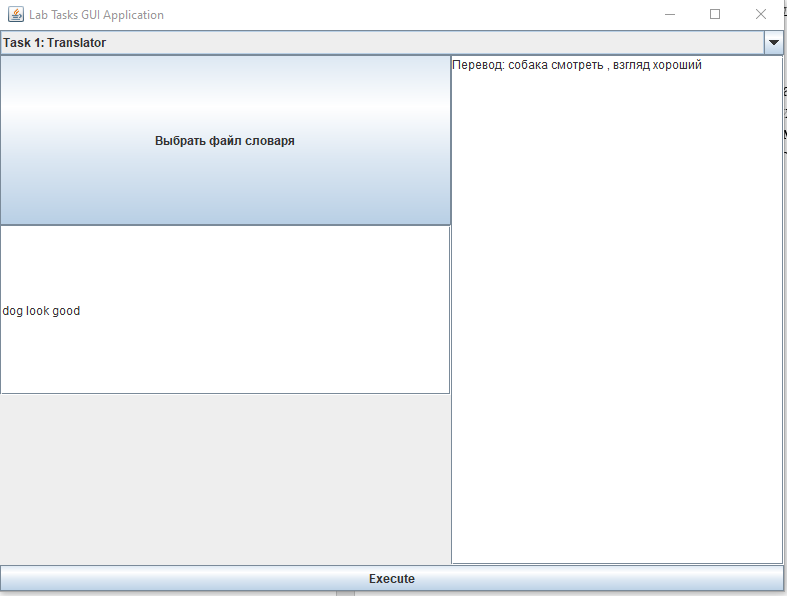 Lab Tasks GUI Application
Task 1: Translator
Выбрать файл словаря
Перевод: собака смотреть , взгляд хороший
dog look good
Execute